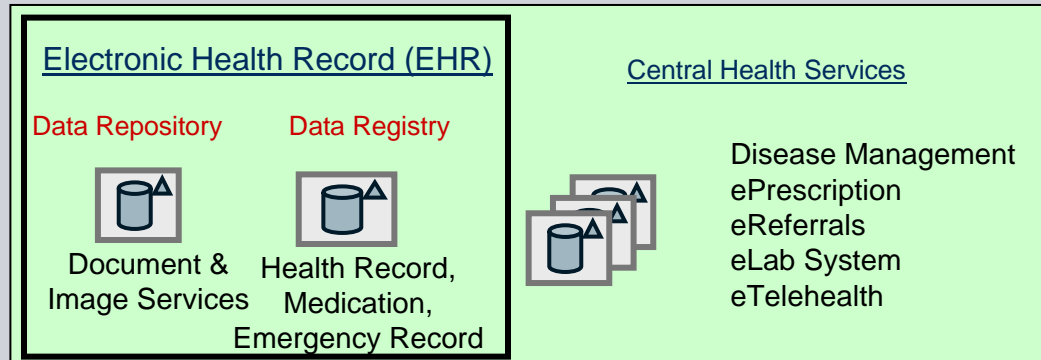 Electronic Health Record (EHR)
Data Repository
Data Registry
Document &
Image Services
Health Record,
Medication,
Emergency Record
Central Health Services
Disease Management
ePrescription
eReferrals
eLab System
eTelehealth